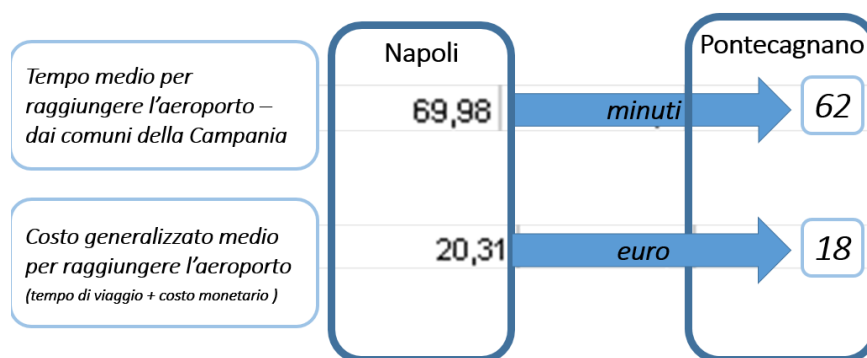 Napoli
Pontecagnano
Tempo medio per
raggiungere l'aeroporto –
dai comuni della Campania
69,98
minuti
62
Costo generalizzato medio
per raggiungere l'aeroporto
(tempo di viaggio + costo monetario )
20,31
euro
18